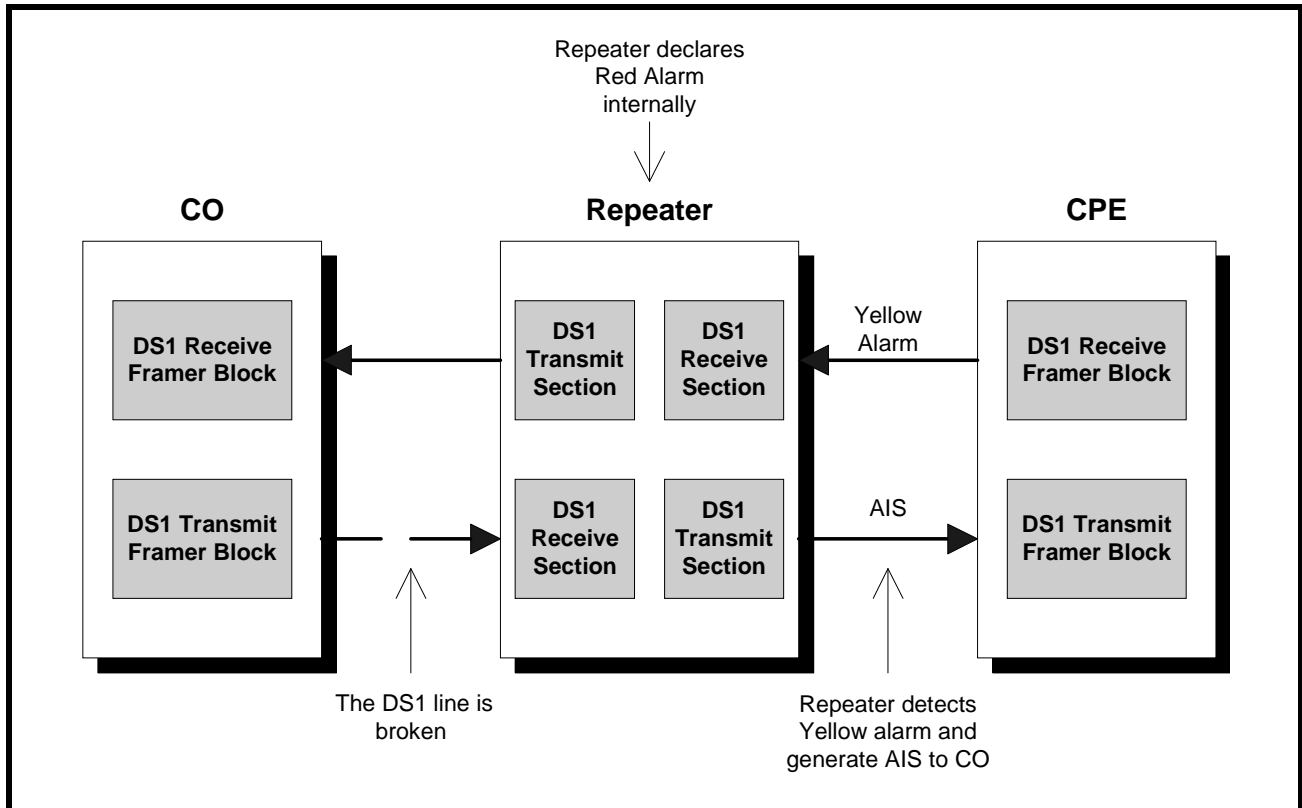 Repeater declares
Red Alarm
internally
CO
Repeater
CPE
DS1 Receive
Framer Block
DS1
Transmit
Section
DS1
Receive
Section
Yellow
Alarm
DS1 Receive
Framer Block
DS1 Transmit
Framer Block
DS1
Receive
Section
DS1
Transmit
Section
AIS
DS1 Transmit
Framer Block
The DS1 line is
broken
Repeater detects
Yellow alarm and
generate AIS to CO